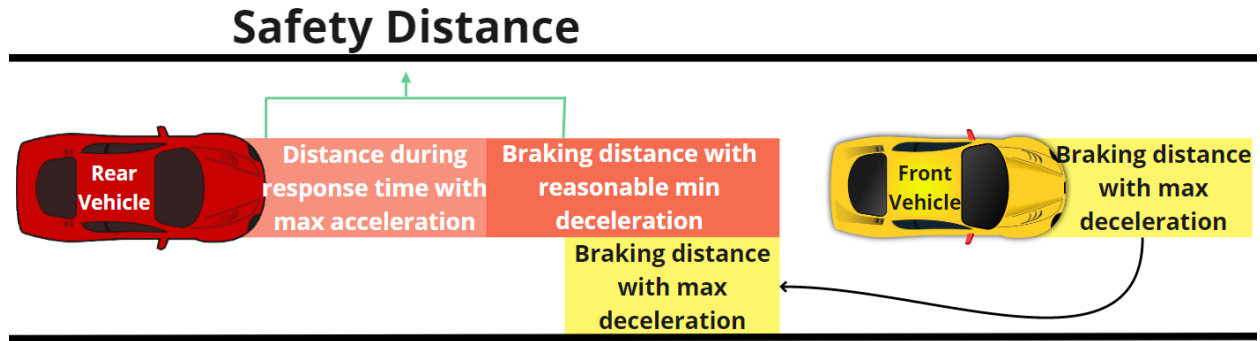 Safety Distance
Rear
Vehicle
Distance during
response time with
max acceleration
Braking distance with
reasonable min
deceleration
Braking distance
with max
deceleration
Front
Vehicle
Braking distance
with max
deceleration